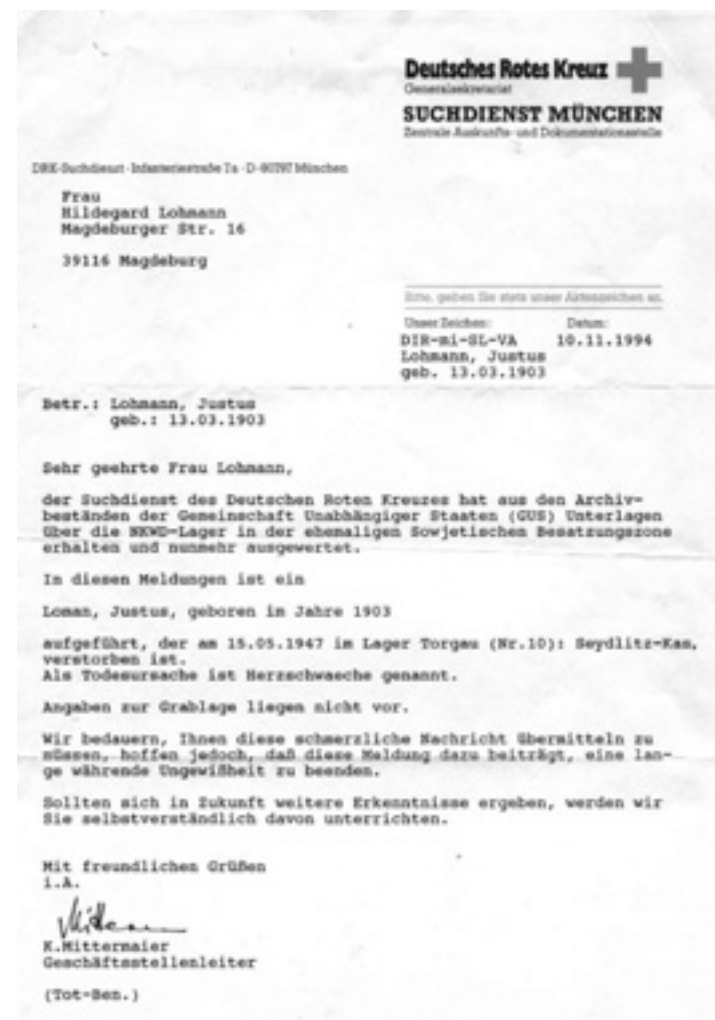 Deutsches Rotes Kreuz
Generalsekretariat
SUCHDIENST MÜNCHEN
Zentrale Auskunfts- und Dokumentationsstelle
DRK-Suchdienst · Infanteriestraße 7a · D-80797 München
Frau
Hildegard Lohmann
Magdeburger Str. 16
39116 Magdeburg
Bitte, geben Sie stets unser Aktenzeichen an.
Unser Zeichen: Datum:
DIR-mi-SL-VA 10.11.1994
Lohmann, Justus
geb. 13.03.1903
Betr.: Lohmann, Justus
geb.: 13.03.1903
Sehr geehrte Frau Lohmann,
der Suchdienst des Deutschen Roten Kreuzes hat aus den Archiv-
beständen der Gemeinschaft Unabhängiger Staaten (GUS) Unterlagen
über die NKWD-Lager in der ehemaligen Sowjetischen Besatzungszone
erhalten und nunmehr ausgewertet.
In diesen Meldungen ist ein
Loman, Justus, geboren im Jahre 1903
aufgeführt, der am 15.05.1947 im Lager Torgau (Nr.10): Seydlitz-Kas,
verstorben ist.
Als Todesursache ist Herzschwaeche genannt.
Angaben zur Grablage liegen nicht vor.
Wir bedauern, Ihnen diese schmerzliche Nachricht übermitteln zu
müssen, hoffen jedoch, daß diese Meldung dazu beiträgt, eine lan-
ge währende Ungewißheit zu beenden.
Sollten sich in Zukunft weitere Erkenntnisse ergeben, werden wir
Sie selbstverständlich davon unterrichten.
Mit freundlichen Grüßen
i.A.
K.Mittermaier
Geschäftsstellenleiter
(Tot-Ben.)